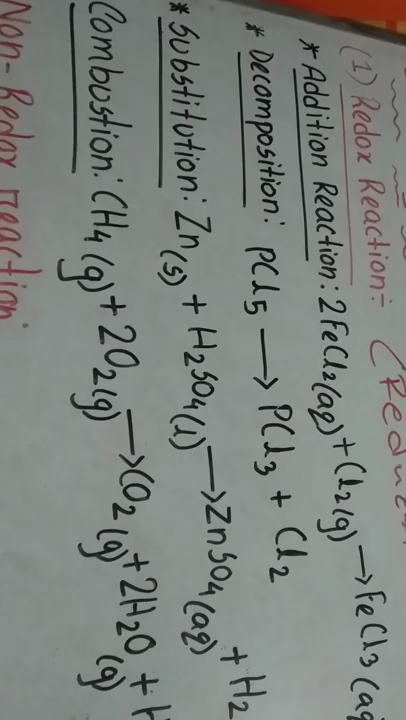 (1) Redox Reaction:-
* Addition Reaction: 2FeCl2(aq) + Cl2(g) → FeCl3(aq
* Decomposition: PCl5 → PCl3 + Cl2
* Substitution: Zn(s) + H2SO4(l) → ZnSO4(aq) + H2
Combustion: CH4(g) + 2O2(g) → CO2(g) + 2H2O(g) + H
Non-Redox reaction